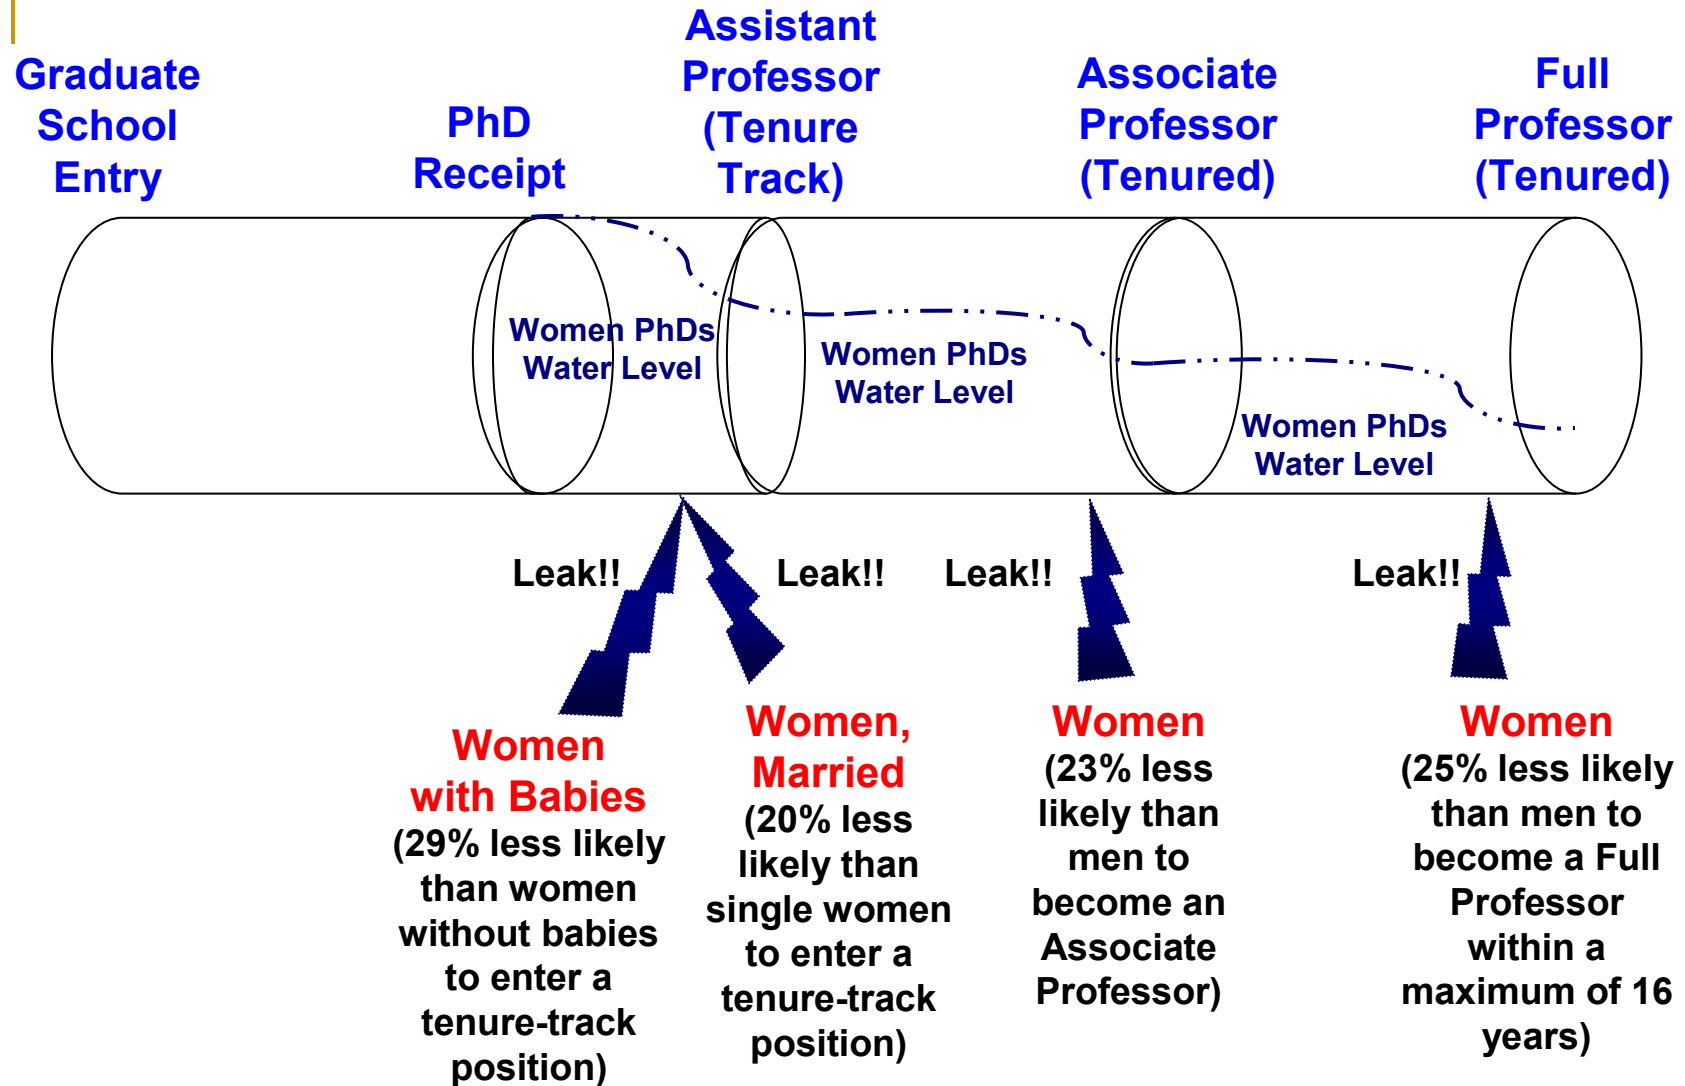 Graduate
School
Entry
PhD
Receipt
Assistant
Professor
(Tenure
Track)
Associate
Professor
(Tenured)
Full
Professor
(Tenured)
Women PhDs
Water Level
Women PhDs
Water Level
Women PhDs
Water Level
Leak!!
Leak!!
Leak!!
Leak!!
Women
with Babies
(29% less likely
than women
without babies
to enter a
tenure-track
position)
Women,
Married
(20% less
likely than
single women
to enter a
tenure-track
position)
Women
(23% less
likely than
men to
become an
Associate
Professor)
Women
(25% less likely
than men to
become a Full
Professor
within a
maximum of 16
years)